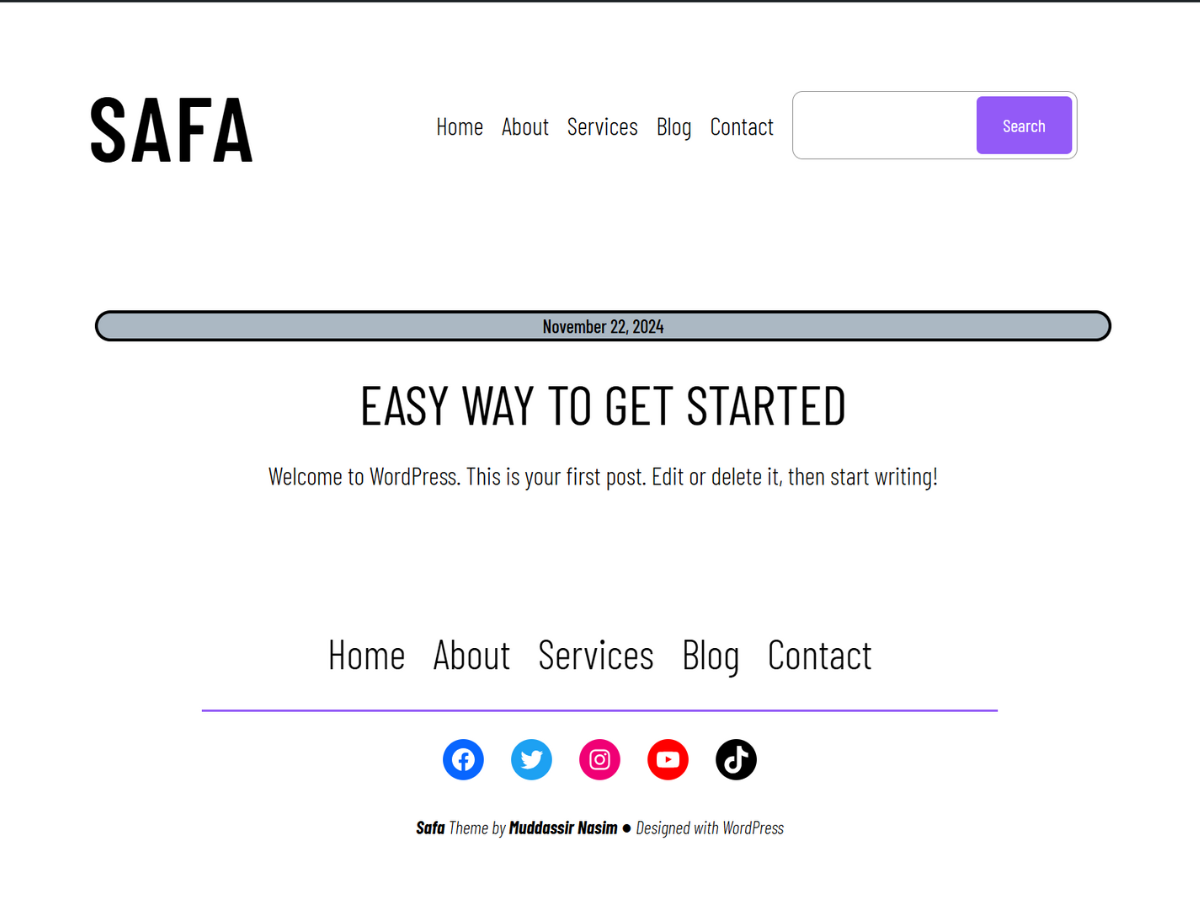 SAFA
Home About Services Blog Contact Search
November 22, 2024
EASY WAY TO GET STARTED
Welcome to WordPress. This is your first post. Edit or delete it, then start writing!
Home About Services Blog Contact
Safa Theme by Muddassir Nasim ● Designed with WordPress